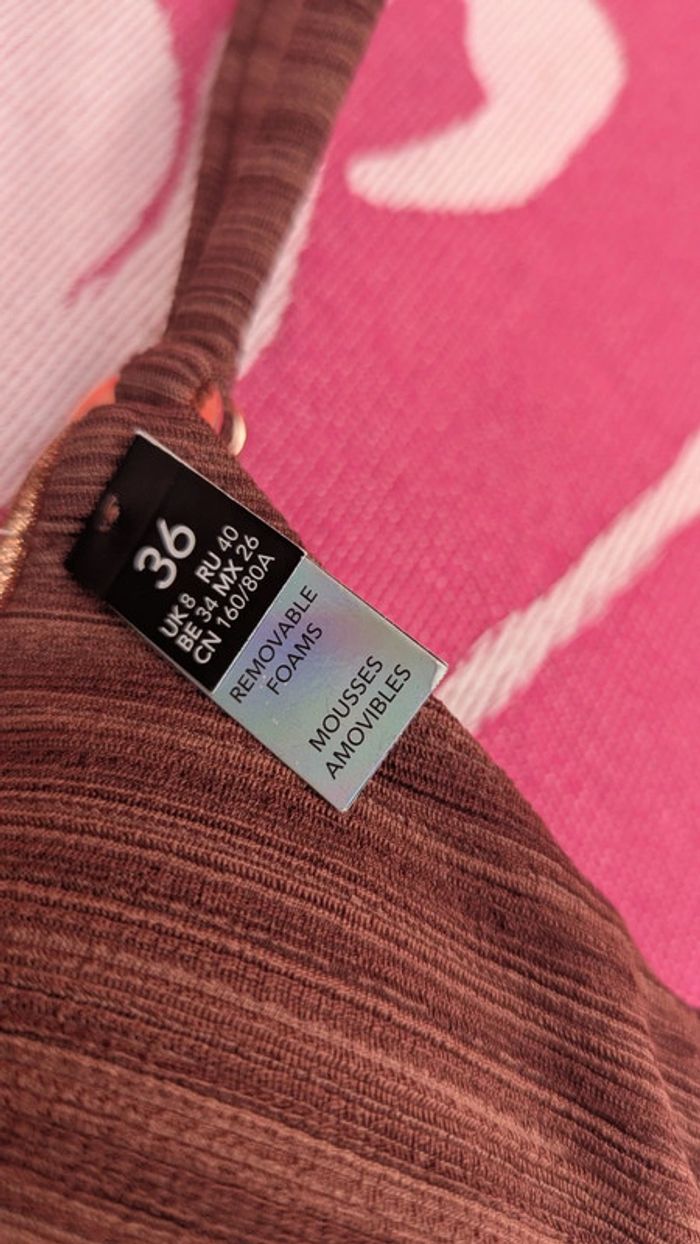 36
UK 8 RU 40
BE 34 MX 26
CN 160/80A
REMOVABLE
FOAMS
MOUSSES
AMOVIBLES